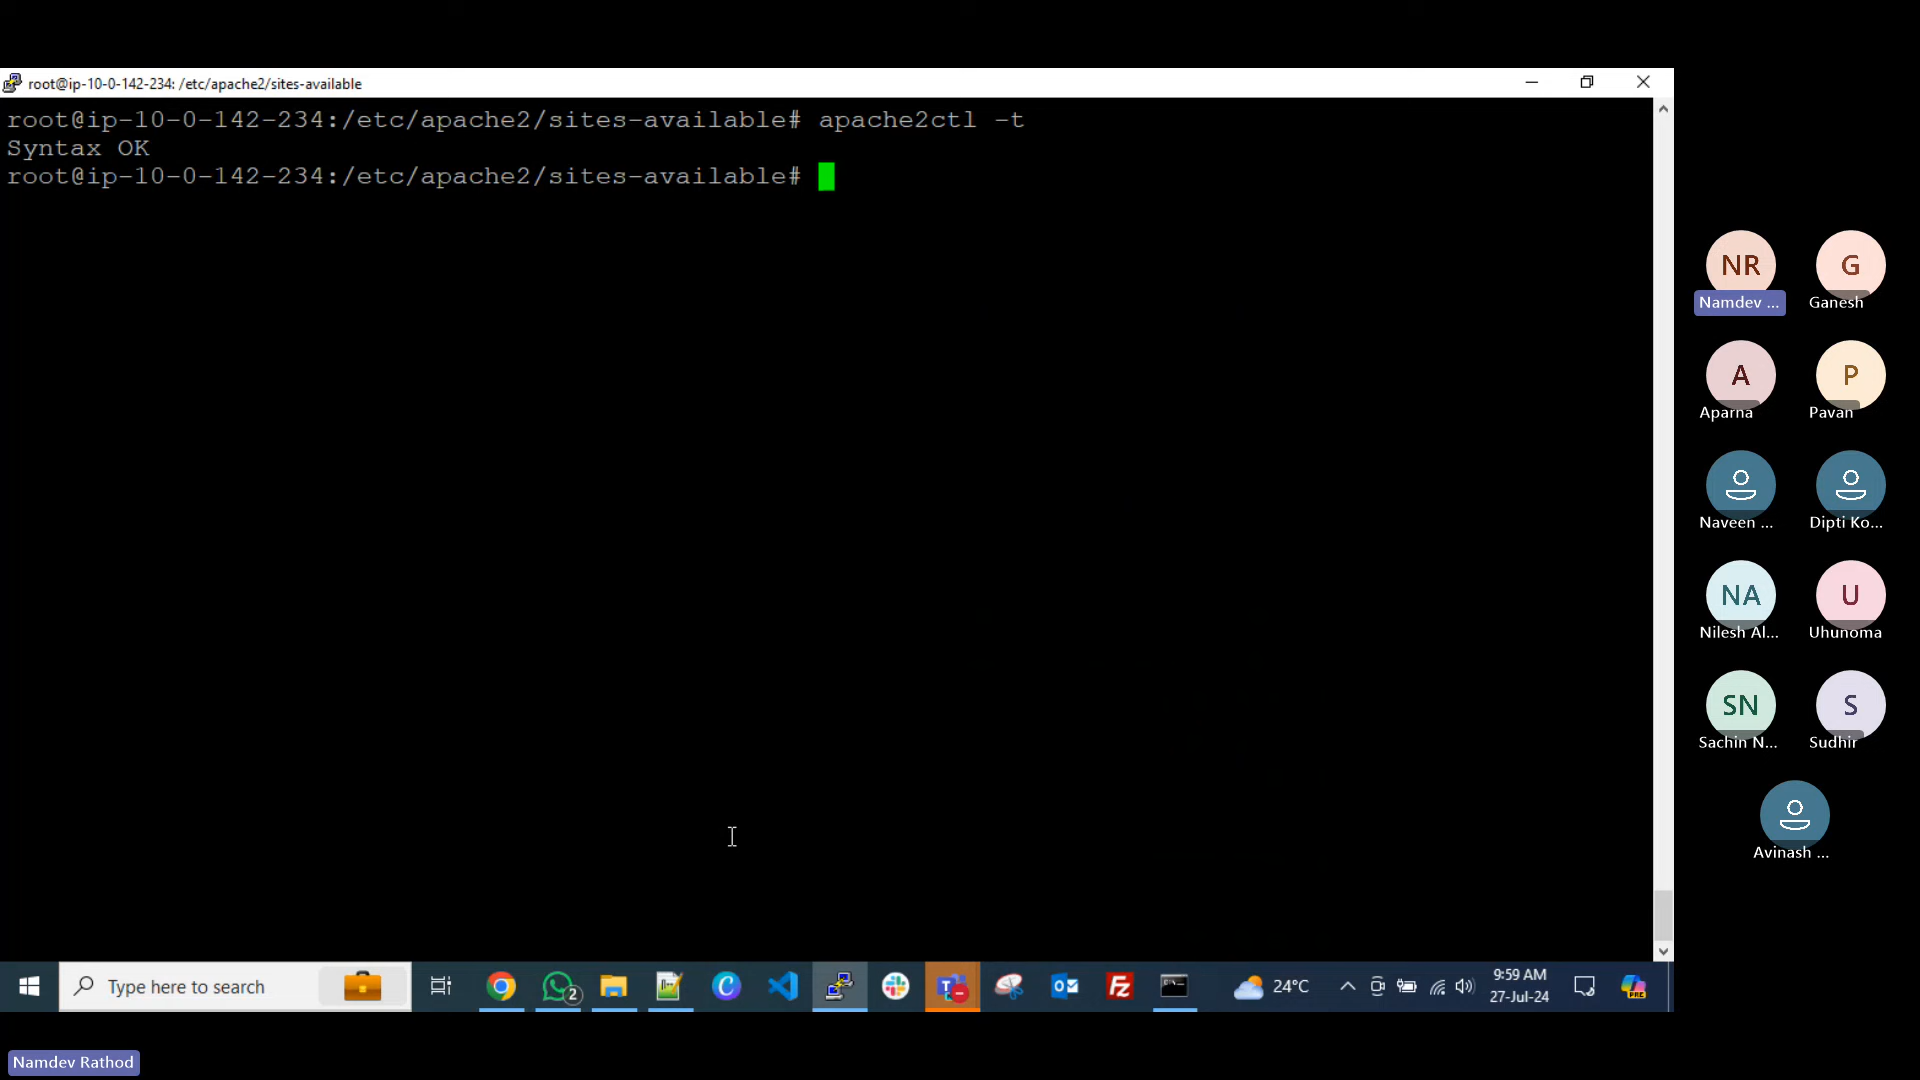 root@ip-10-0-142-234: /etc/apache2/sites-available
root@ip-10-0-142-234:/etc/apache2/sites-available# apache2ctl -t
Syntax OK
root@ip-10-0-142-234:/etc/apache2/sites-available#
NR
Namdev ...
G
Ganesh
A
Aparna
P
Pavan
Naveen ...
Dipti Ko...
NA
Nilesh Al...
U
Uhunoma
SN
Sachin N...
S
Sudhir
Avinash ...
Type here to search
2
24°C
9:59 AM
27-Jul-24
PRE
Namdev Rathod